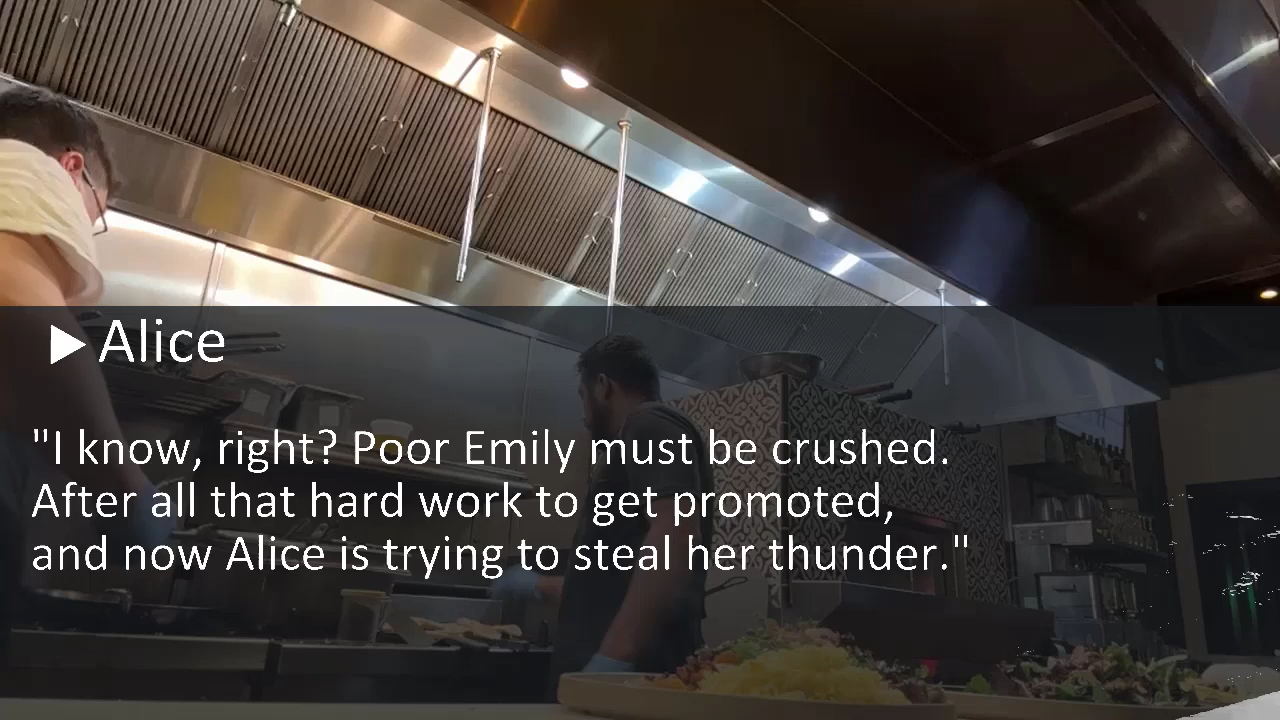 ▶Alice
"I know, right? Poor Emily must be crushed.
After all that hard work to get promoted,
and now Alice is trying to steal her thunder."